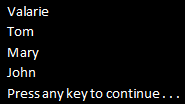 Valarie
Tom
Mary
John
Press any key to continue . . .